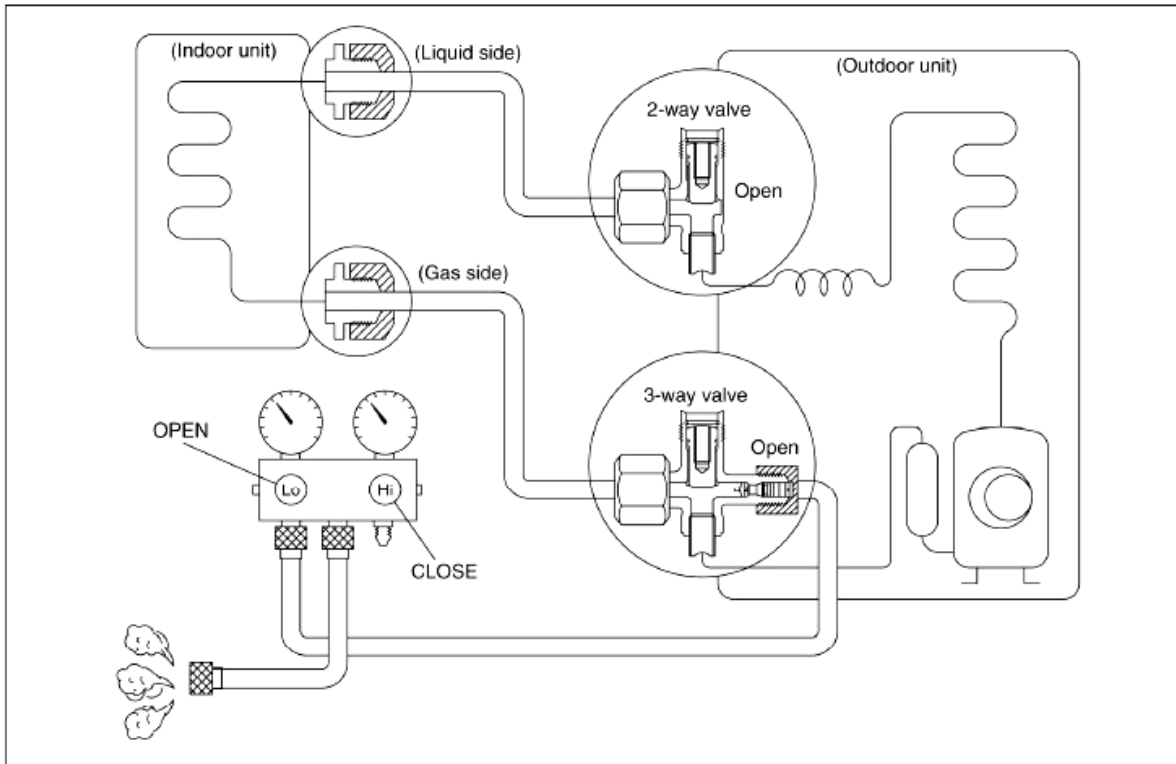 (Indoor unit)
(Liquid side)
(Outdoor unit)
2-way valve
Open
(Gas side)
3-way valve
Open
OPEN
Lo
Hi
CLOSE